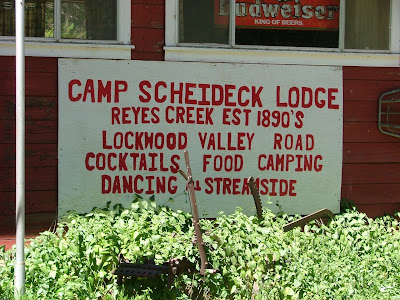 Budweiser
KING OF BEERS.
CAMP SCHEIDECK LODGE
REYES CREEK EST 1890'S
LOCKWOOD VALLEY ROAD
COCKTAILS FOOD CAMPING
DANCING STREAMSIDE